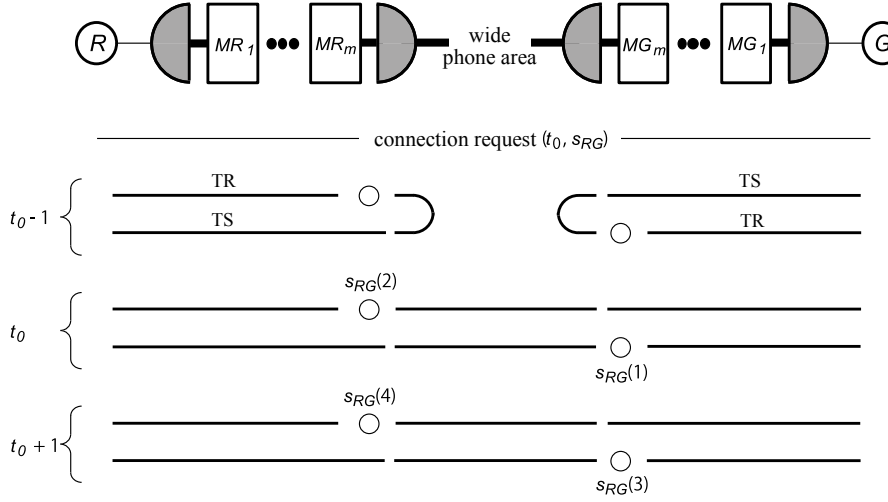 R MR1 MRm wide MGm MG1 G
phone area
connection request (t0, sRG)
TR TS
t0-1
TS TR
sRG(2)
t0
sRG(1)
sRG(4)
t0+1
sRG(3)